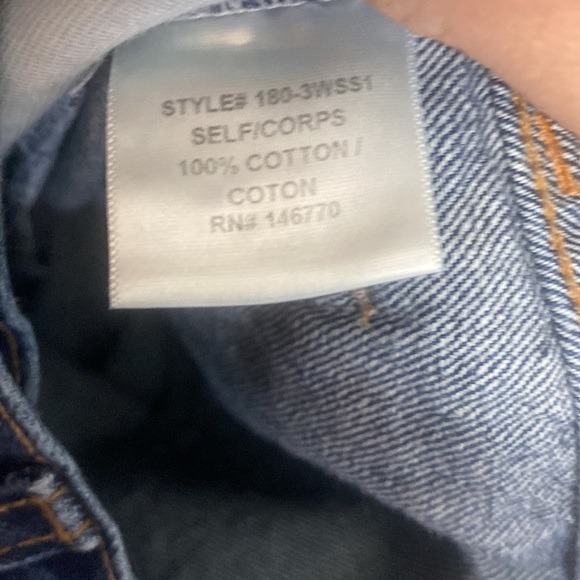 STYLE# 180-3WSS1
SELF/CORPS
100% COTTON /
COTON
RN# 146770